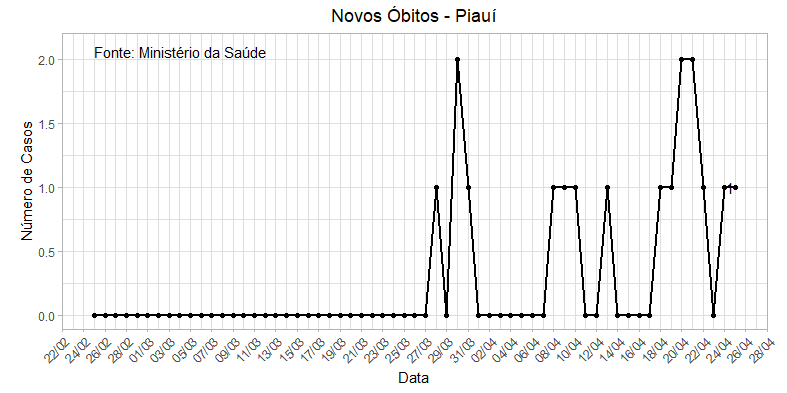 Novos Óbitos - Piauí
Fonte: Ministério da Saúde
Número de Casos
2.0
1.5
1.0
0.5
0.0
1
22/02 24/02 26/02 28/02 01/03 03/03 05/03 07/03 09/03 11/03 13/03 15/03 17/03 19/03 21/03 23/03 25/03 27/03 29/03 31/03 02/04 04/04 06/04 08/04 10/04 12/04 14/04 16/04 18/04 20/04 22/04 24/04 26/04 28/04
Data